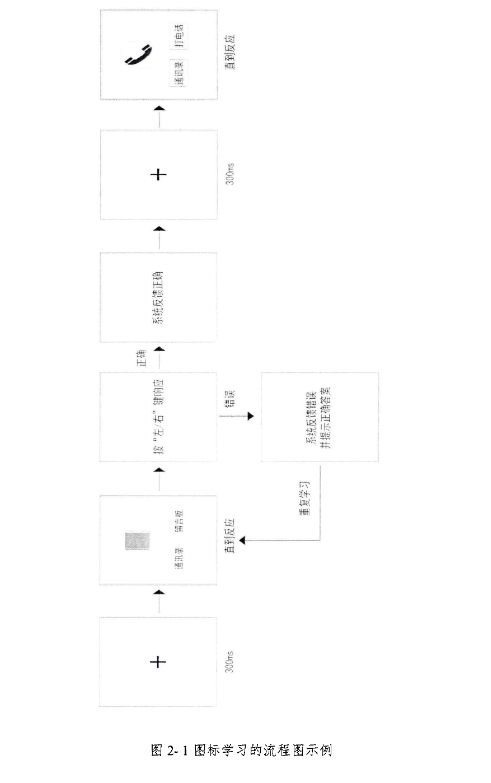 300ms
通讯录 留言板
直到反应
按“左/右”键响应
正确
错误
系统反馈错误
并提示正确答案
重复学习
系统反馈正确
300ms
通讯录 打电话
直到反应
图 2- 1 图标学习的流程图示例